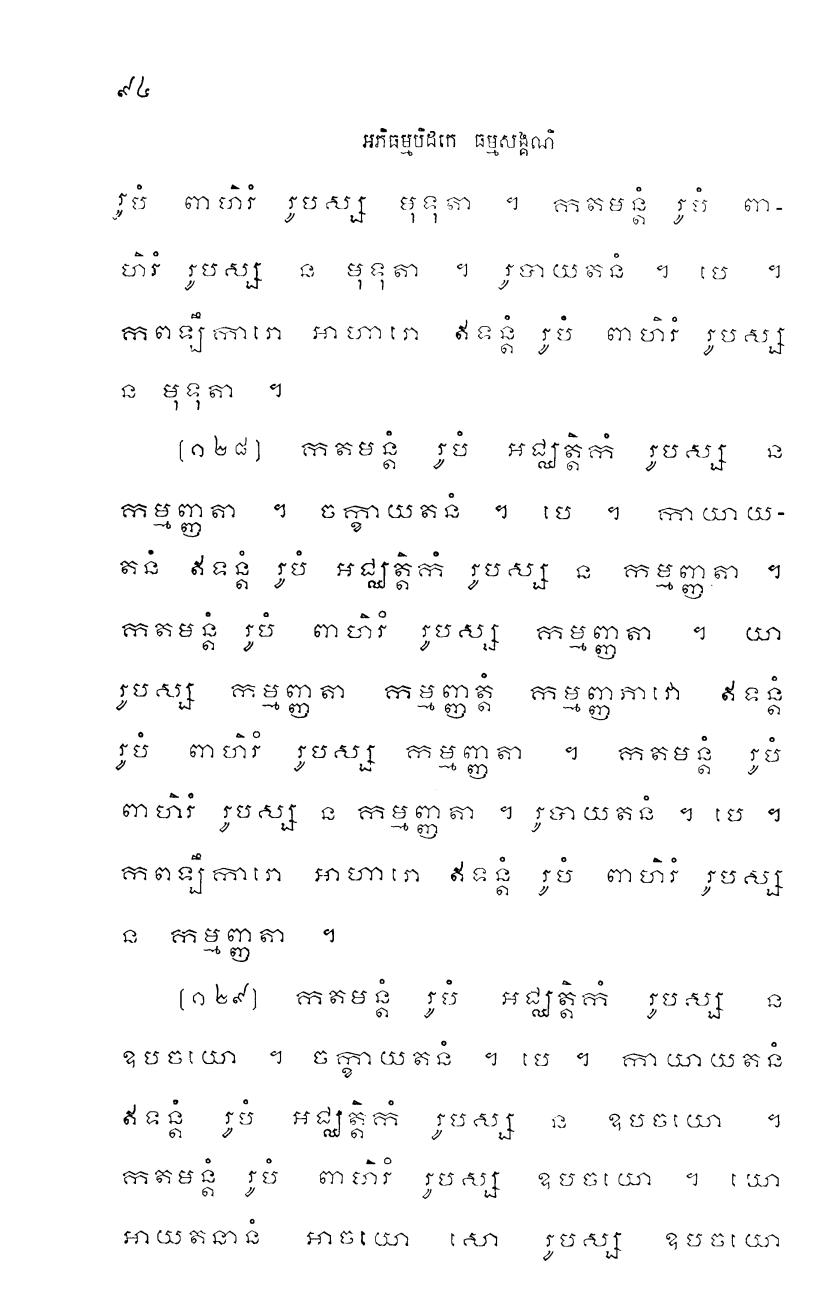 ៩៤
អភិធម្មបិដកេ ធម្មសង្គណិ
រូបំ ពាហិរំ រូបស្ស មុទុតា ។ កតមន្តំ រូបំ ពា-
ហិរំ រូបស្ស ន មុទុតា ។ រូបាយតនំ ។ បេ ។
កពឡឹការោ អាហារោ ឥទន្តំ រូបំ ពាហិរំ រូបស្ស
ន មុទុតា ។
[១២៨] កតមន្តំ រូបំ អជ្ឈត្តិកំ រូបស្ស ន
កម្មញ្ញតា ។ ចក្ខាយតនំ ។ បេ ។ កាយាយ-
តនំ ឥទន្តំ រូបំ អជ្ឈត្តិកំ រូបស្ស ន កម្មញ្ញតា ។
កតមន្តំ រូបំ ពាហិរំ រូបស្ស កម្មញ្ញតា ។ យា
រូបស្ស កម្មញ្ញតា កម្មញ្ញត្តំ កម្មញ្ញភាវោ ឥទន្តំ
រូបំ ពាហិរំ រូបស្ស កម្មញ្ញតា ។ កតមន្តំ រូបំ
ពាហិរំ រូបស្ស ន កម្មញ្ញតា ។ រូបាយតនំ ។ បេ ។
កពឡឹការោ អាហារោ ឥទន្តំ រូបំ ពាហិរំ រូបស្ស
ន កម្មញ្ញតា ។
[១២៩] កតមន្តំ រូបំ អជ្ឈត្តិកំ រូបស្ស ន
ឧបចយោ ។ ចក្ខាយតនំ ។ បេ ។ កាយាយតនំ
ឥទន្តំ រូបំ អជ្ឈត្តិកំ រូបស្ស ន ឧបចយោ ។
កតមន្តំ រូបំ ពាហិរំ រូបស្ស ឧបចយោ ។ យោ
អាយតនានំ អាចយោ សោ រូបស្ស ឧបចយោ